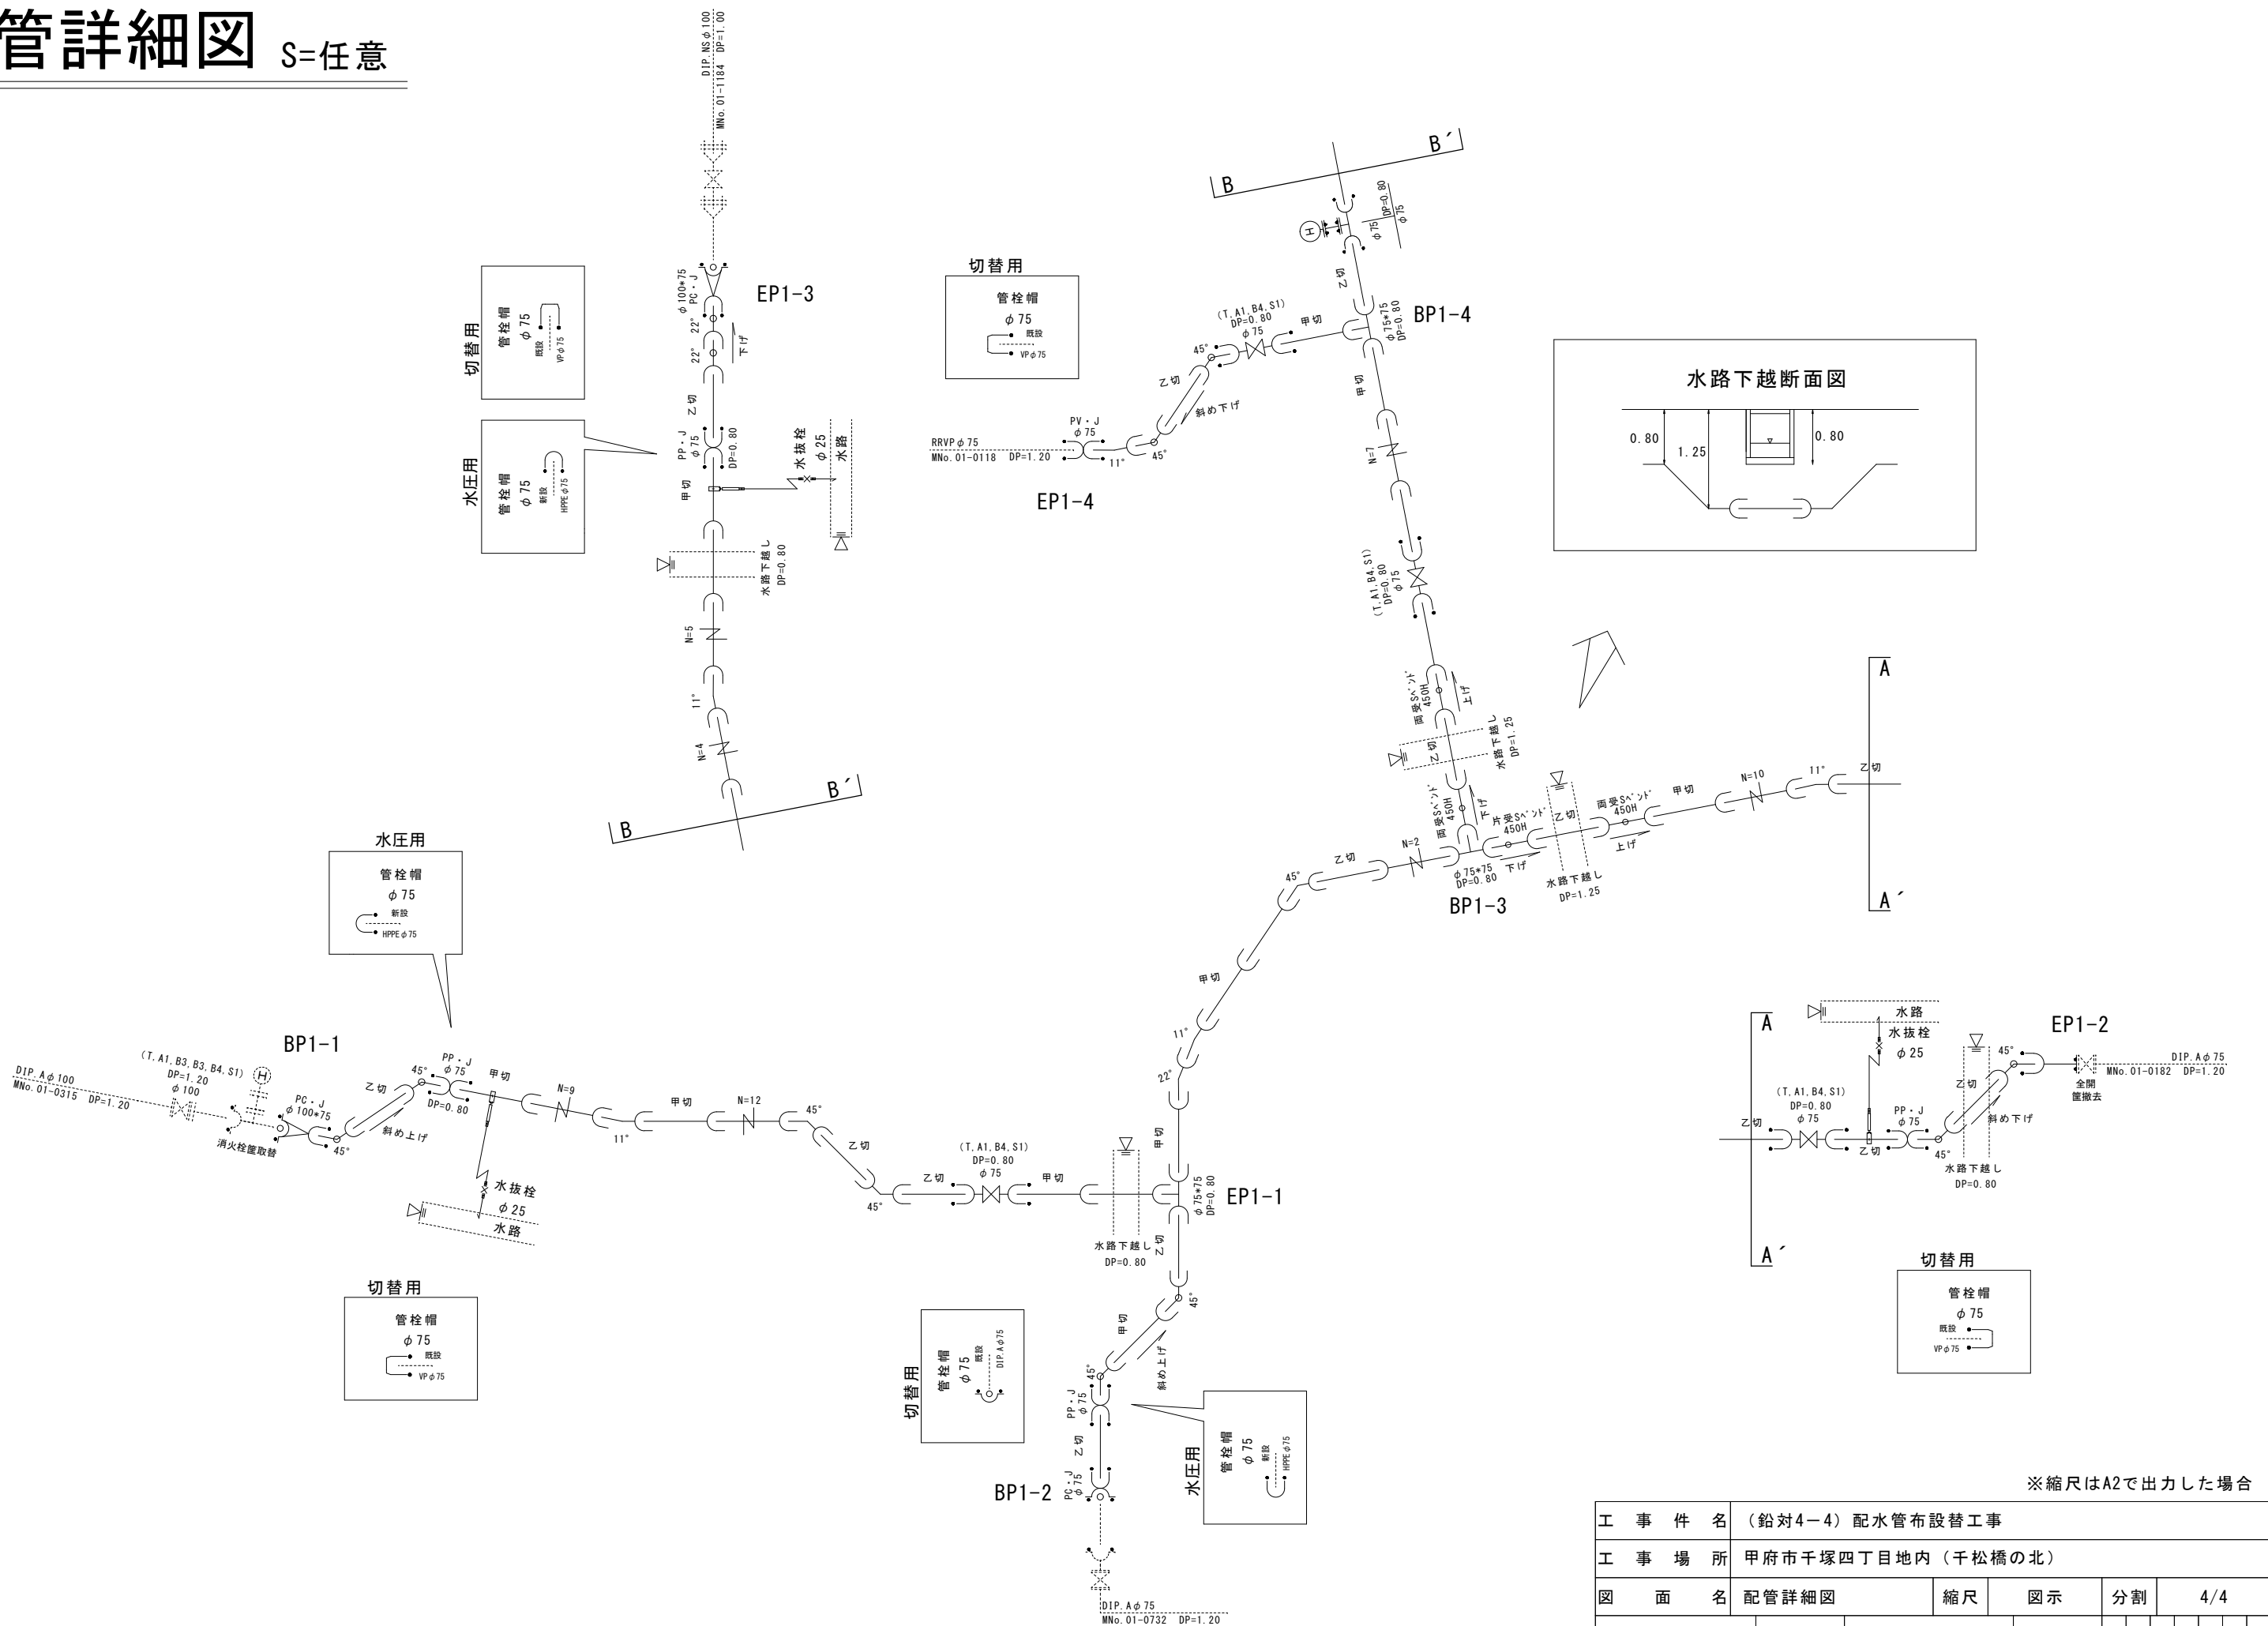 管詳細図 S=任意
DIP.NSφ100
MNo.01-1184 DP=1.00
φ100*75
PC・J
EP1-3
22°
22°
下げ
乙切
PP・J
φ75
DP=0.80
甲切
水抜栓
φ25
水路
水路下越し
DP=0.80
N=5
11°
N=4
B
B´
切替用
管栓帽
φ75
既設
VPφ75
水圧用
管栓帽
φ75
新設
HPPEφ75
切替用
管栓帽
φ75
既設
VPφ75
B
B´
φ75
DP=0.80
φ75
H
乙切
BP1-4
φ75*75
DP=0.80
(T,A1,B4,S1)
DP=0.80
φ75
甲切
45°
乙切
斜め下げ
PV・J
φ75
RRVPφ75
MNo.01-0118 DP=1.20
11°
45°
EP1-4
甲切
N=7
(T,A1,B4,S1)
DP=0.80
φ75
両受Sベンド
450H
上げ
乙切
水路下越し
DP=1.25
両受Sベンド
450H
下げ
水路下越断面図
0.80
1.25
0.80
片受Sベンド
450H
乙切
両受Sベンド
450H
甲切
N=10
11°
乙切
A
A´
上げ
下げ
水路下越し
DP=1.25
φ75*75
DP=0.80
BP1-3
N=2
乙切
45°
甲切
11°
22°
甲切
水圧用
管栓帽
φ75
新設
HPPEφ75
BP1-1
DIP.Aφ100
MNo.01-0315 DP=1.20
(T,A1,B3,B3,B4,S1)
DP=1.20
φ100
H
消火栓筐取替
PC・J
φ100*75
45°
乙切
斜め上げ
45°
PP・J
φ75
DP=0.80
甲切
N=9
11°
甲切
N=12
45°
乙切
45°
乙切
(T,A1,B4,S1)
DP=0.80
φ75
甲切
水路下越し
DP=0.80
φ75*75
DP=0.80
EP1-1
水抜栓
φ25
水路
切替用
管栓帽
φ75
既設
VPφ75
乙切
45°
甲切
斜め上げ
45°
PP・J
φ75
乙切
PC・J
φ75
BP1-2
DIP.Aφ75
MNo.01-0732 DP=1.20
切替用
管栓帽
φ75
既設
DIP.Aφ75
水圧用
管栓帽
φ75
新設
HPPEφ75
A
A´
水路
水抜栓
φ25
EP1-2
乙切
(T,A1,B4,S1)
DP=0.80
φ75
乙切
PP・J
φ75
45°
乙切
斜め下げ
45°
水路下越し
DP=0.80
全開
筐撤去
DIP.Aφ75
MNo.01-0182 DP=1.20
切替用
管栓帽
φ75
既設
VPφ75
※縮尺はA2で出力した場合
工事件名 (鉛対4-4)配水管布設替工事
工事場所 甲府市千塚四丁目地内(千松橋の北)
図面名 配管詳細図 縮尺 図示 分割 4/4